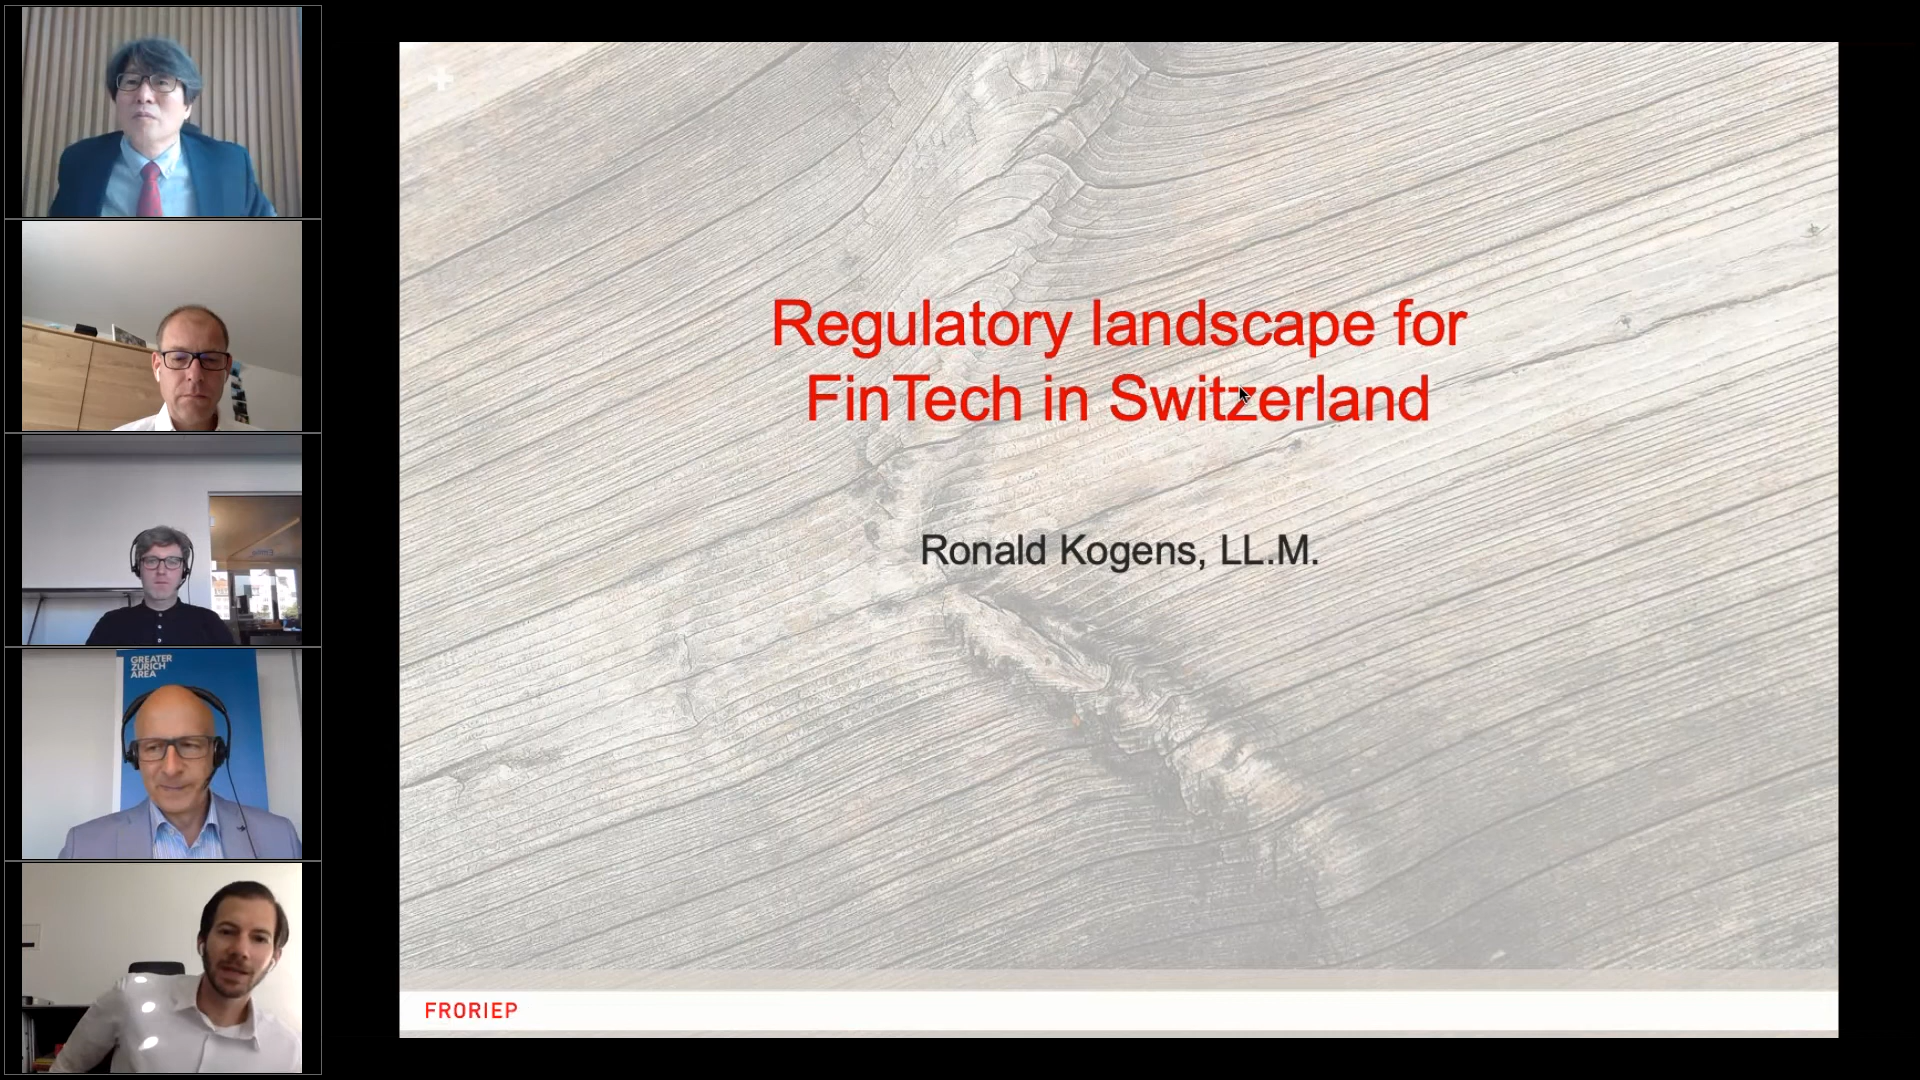 GREATER
ZURICH
AREA
Regulatory landscape for
FinTech in Switzerland
Ronald Kogens, LL.M.
FRORIEP